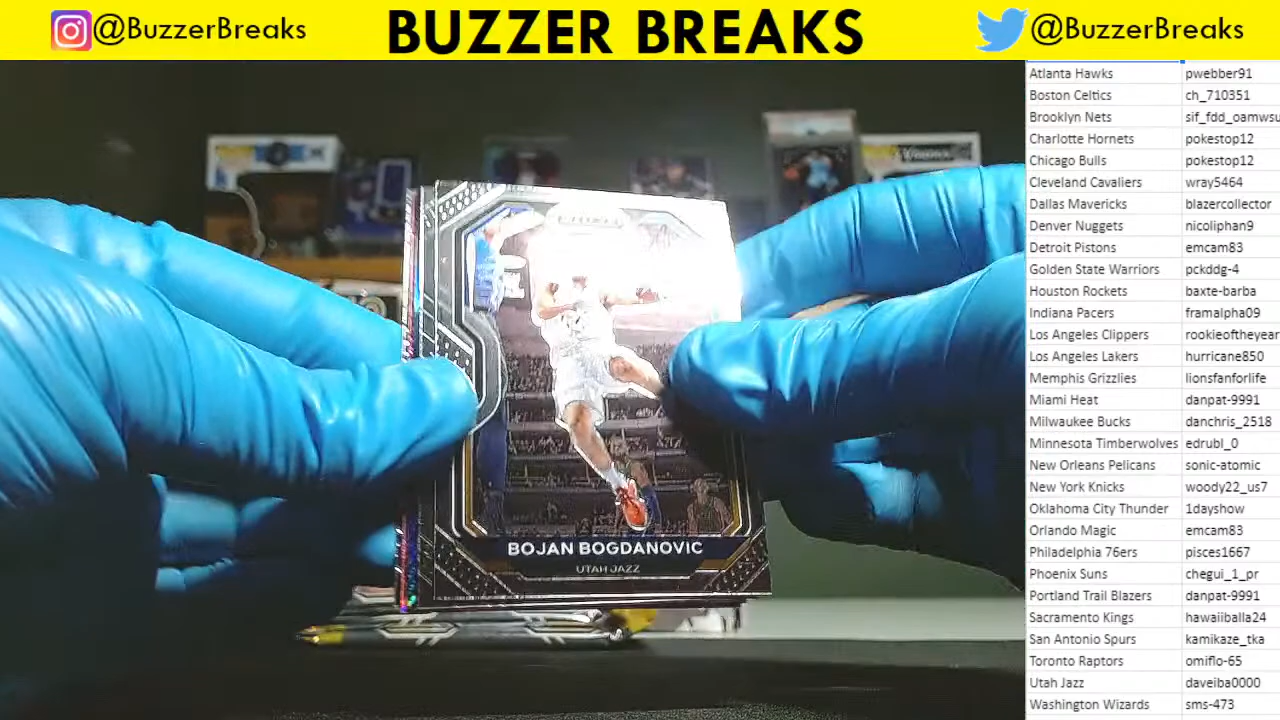 @BuzzerBreaks
BUZZER BREAKS
@BuzzerBreaks
PRIZM
BOJAN BOGDANOVIC
UTAH JAZZ
Atlanta Hawks pwebber91
Boston Celtics ch_710351
Brooklyn Nets sif_fdd_oamwsu
Charlotte Hornets pokestop12
Chicago Bulls pokestop12
Cleveland Cavaliers wray5464
Dallas Mavericks blazercollector
Denver Nuggets nicoliphan9
Detroit Pistons emcam83
Golden State Warriors pckddg-4
Houston Rockets baxte-barba
Indiana Pacers framalpha09
Los Angeles Clippers rookieoftheyear
Los Angeles Lakers hurricane850
Memphis Grizzlies lionsfanforlife
Miami Heat danpat-9991
Milwaukee Bucks danchris_2518
Minnesota Timberwolves edrubl_0
New Orleans Pelicans sonic-atomic
New York Knicks woody22_us7
Oklahoma City Thunder 1dayshow
Orlando Magic emcam83
Philadelphia 76ers pisces1667
Phoenix Suns chegui_1_pr
Portland Trail Blazers danpat-9991
Sacramento Kings hawaiiballa24
San Antonio Spurs kamikaze_tka
Toronto Raptors omiflo-65
Utah Jazz daveiba0000
Washington Wizards sms-473